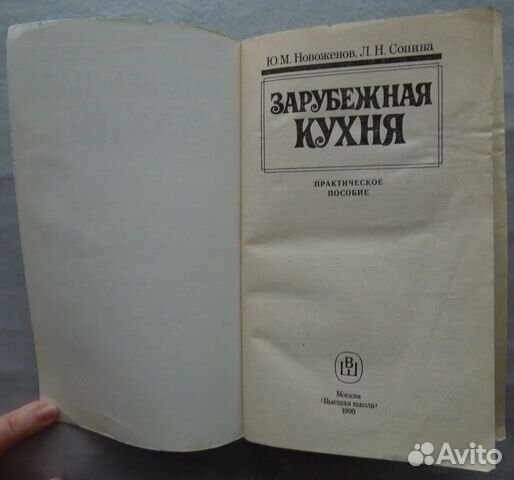 Ю. М. Новоженов, Л. Н. Сопина
ЗАРУБЕЖНАЯ
КУХНЯ
ПРАКТИЧЕСКОЕ
ПОСОБИЕ
ВШ
Москва
«Высшая школа»
1990
Avito